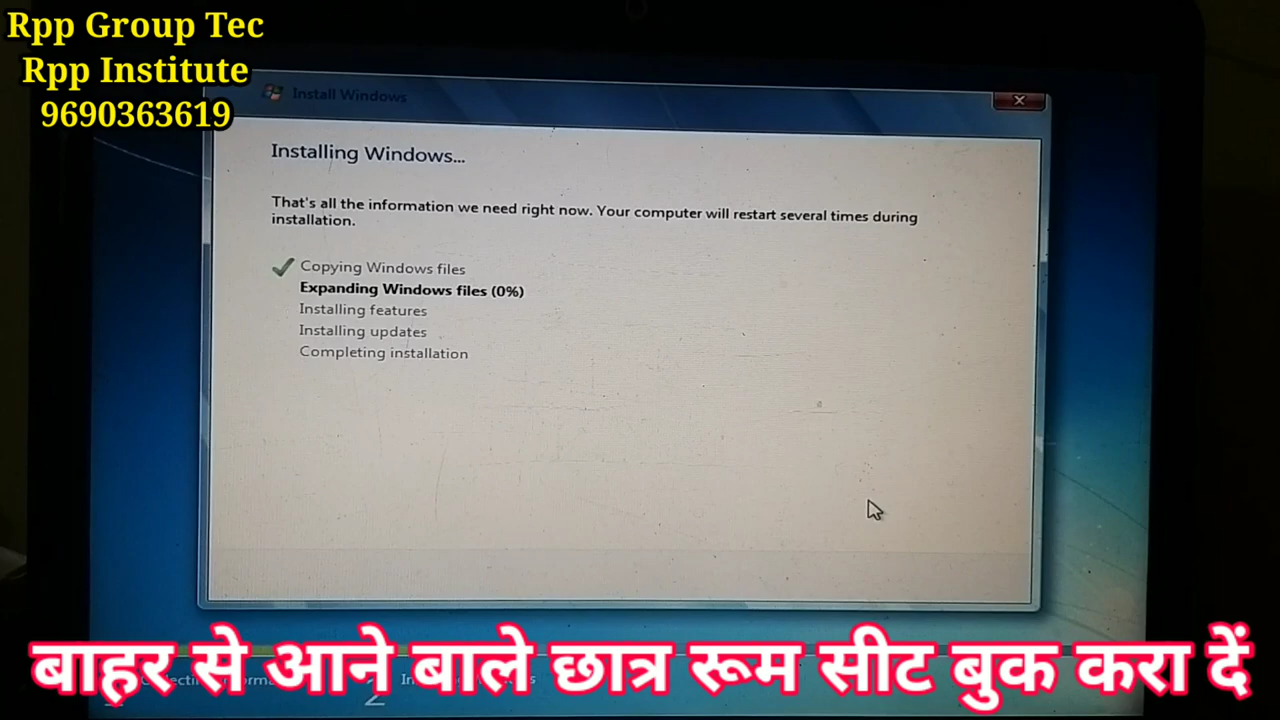 Rpp Group Tec
Rpp Institute
9690363619
Install Windows
Installing Windows...
That's all the information we need right now. Your computer will restart several times during
installation.
Copying Windows files
Expanding Windows files (0%)
Installing features
Installing updates
Completing installation
बाहर से आने बाले छात्र रूम सीट बुक करा दें
2